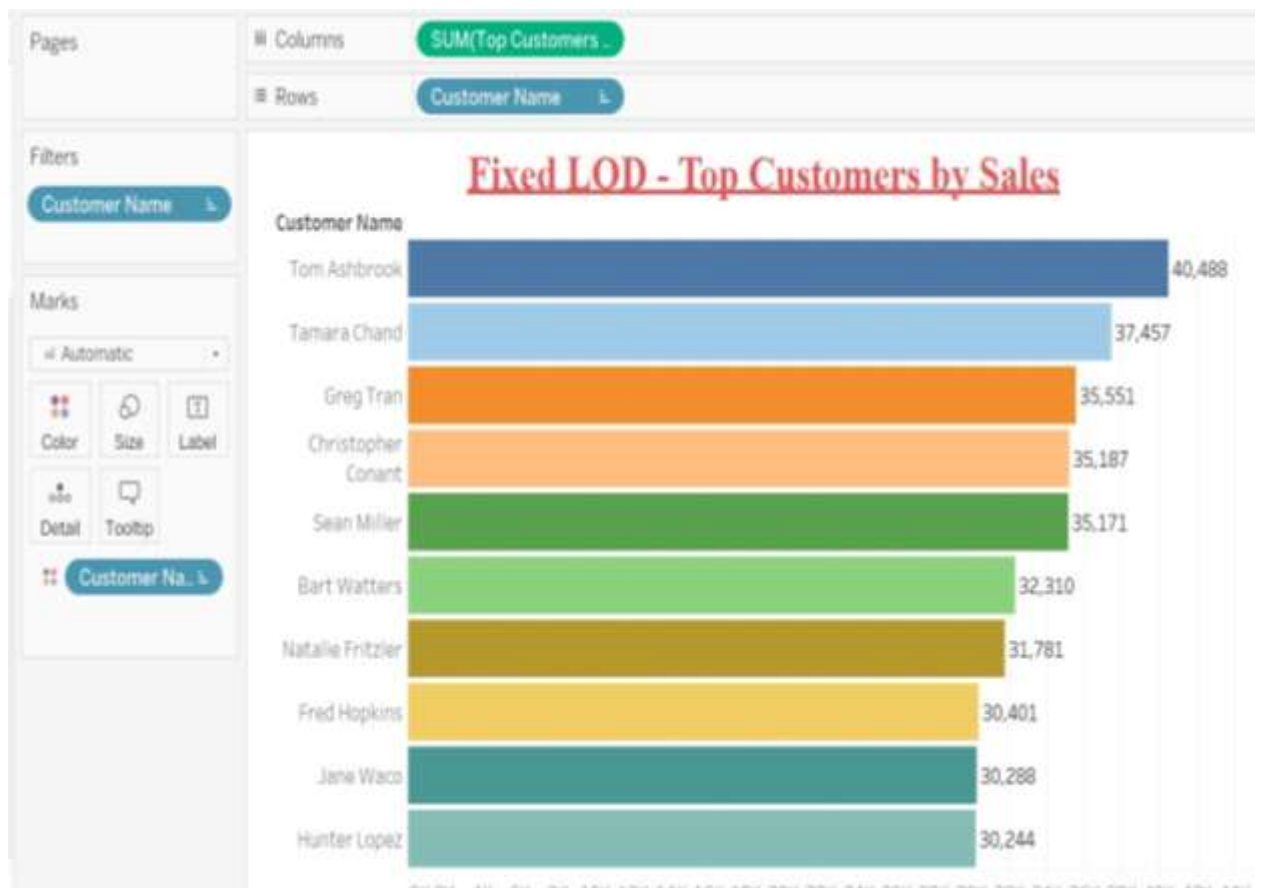 Pages
Columns
SUM(Top Customers ..
Rows
Customer Name
Filters
Customer Name
Fixed LOD - Top Customers by Sales
Customer Name
Marks
Automatic
Color Size Label
Detail Tooltip
Customer Na..
Tom Ashbrook 40,488
Tamara Chand 37,457
Greg Tran 35,551
Christopher
Conant 35,187
Sean Miller 35,171
Bart Watters 32,310
Natalie Fritzler 31,781
Fred Hopkins 30,401
Jane Waco 30,288
Hunter Lopez 30,244